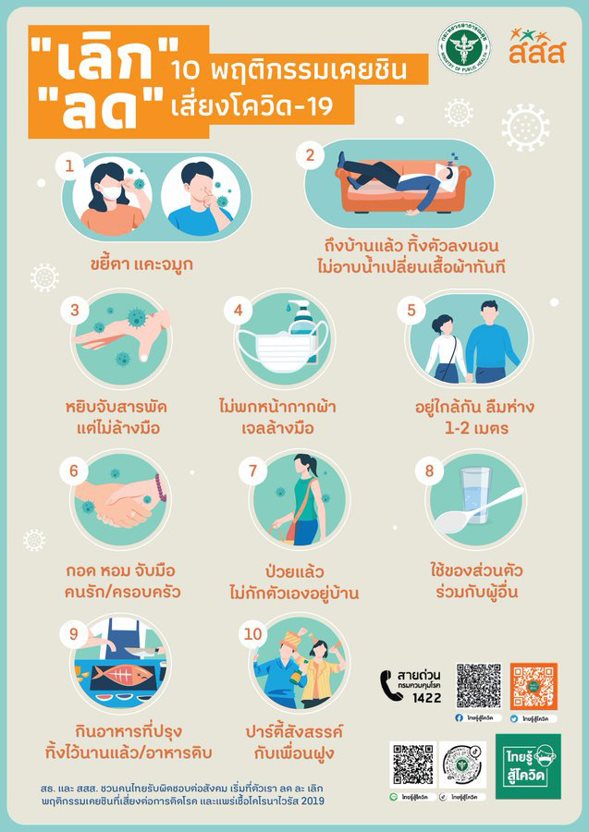 "เลิก" 10 พฤติกรรมเคยชิน
"ลด" เสี่ยงโควิด-19
กระทรวงสาธารณสุข
MINISTRY OF PUBLIC HEALTH
สสส
1
ขยี้ตา แคะจมูก
2
ถึงบ้านแล้ว ทิ้งตัวลงนอน
ไม่อาบน้ำเปลี่ยนเสื้อผ้าทันที
3
หยิบจับสารพัด
แต่ไม่ล้างมือ
4
ไม่พกหน้ากากผ้า
เจลล้างมือ
5
อยู่ใกล้กัน ลืมห่าง
1-2 เมตร
6
กอด หอม จับมือ
คนรัก/ครอบครัว
7
ป่วยแล้ว
ไม่กักตัวเองอยู่บ้าน
8
ใช้ของส่วนตัว
ร่วมกับผู้อื่น
9
กินอาหารที่ปรุง
ทิ้งไว้นานแล้ว/อาหารดิบ
10
ปาร์ตี้สังสรรค์
กับเพื่อนฝูง
สายด่วน
กรมควบคุมโรค
1422
ไทยรู้สู้โควิด
ไทยรู้สู้โควิด
ไทยรู้สู้โควิด
ไทยรู้สู้โควิด
ไทยรู้
สู้โควิด
สธ. และ สสส. ชวนคนไทยรับผิดชอบต่อสังคม เริ่มที่ตัวเรา ลด ละ เลิก
พฤติกรรมเคยชินที่เสี่ยงต่อการติดโรค และแพร่เชื้อโคโรนาไวรัส 2019